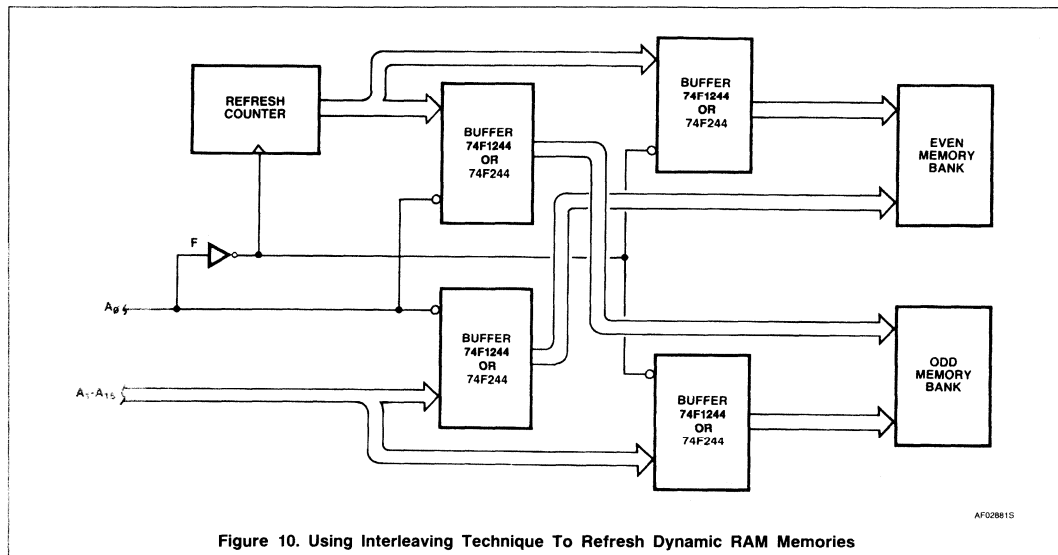 REFRESH
COUNTER
BUFFER
74F1244
OR
74F244
BUFFER
74F1244
OR
74F244
EVEN
MEMORY
BANK
F
A0
BUFFER
74F1244
OR
74F244
A1-A15
BUFFER
74F1244
OR
74F244
ODD
MEMORY
BANK
AF02881S
Figure 10. Using Interleaving Technique To Refresh Dynamic RAM Memories